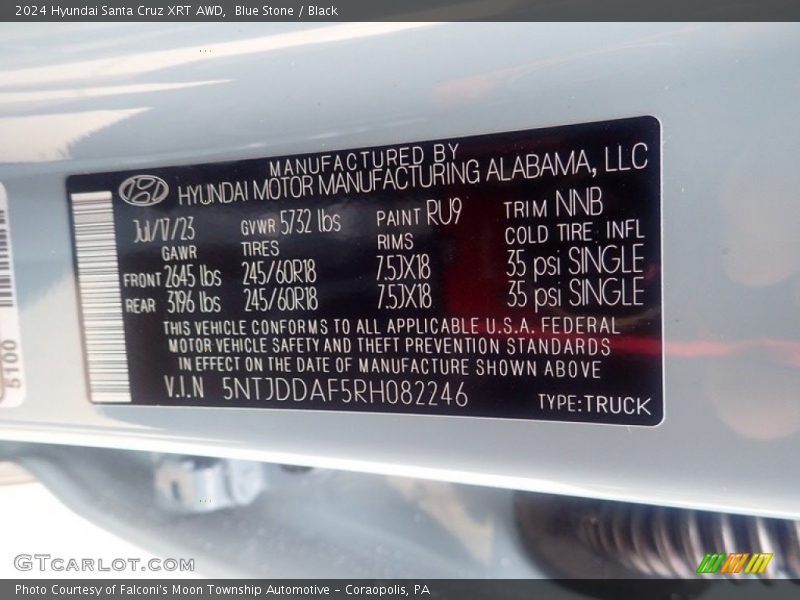 2024 Hyundai Santa Cruz XRT AWD,  Blue Stone / Black
MANUFACTURED BY
HYUNDAI MOTOR MANUFACTURING ALABAMA, LLC
Jul/17/23 GVWR 5732 lbs PAINT RU9 TRIM NNB
GAWR TIRES RIMS COLD TIRE INFL
FRONT 2645 lbs 245/60R18 7.5JX18 35 psi SINGLE
REAR 3196 lbs 245/60R18 7.5JX18 35 psi SINGLE
THIS VEHICLE CONFORMS TO ALL APPLICABLE U.S.A. FEDERAL
MOTOR VEHICLE SAFETY AND THEFT PREVENTION STANDARDS
IN EFFECT ON THE DATE OF MANUFACTURE SHOWN ABOVE
V.I.N 5NTJDDAF5RH082246 TYPE:TRUCK
5100
GTCARLOT.COM
Photo Courtesy of Falconi's Moon Township Automotive – Coraopolis, PA